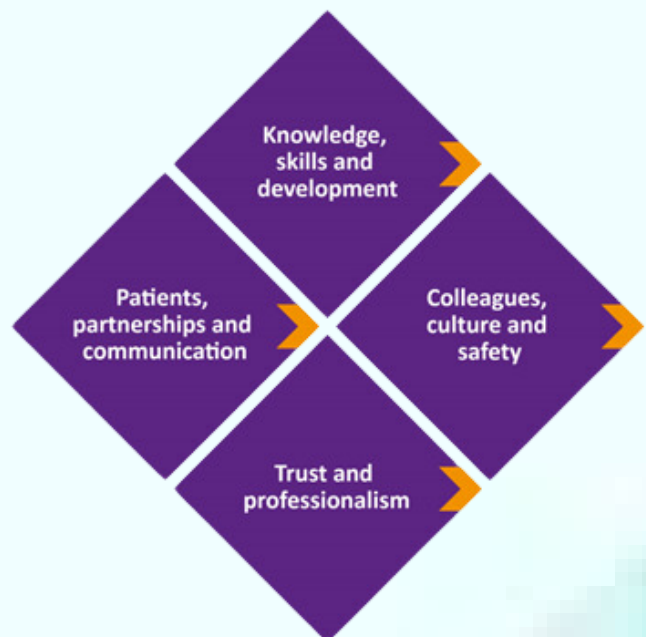 Knowledge,
skills and
development
Patients,
partnerships and
communication
Colleagues,
culture and
safety
Trust and
professionalism